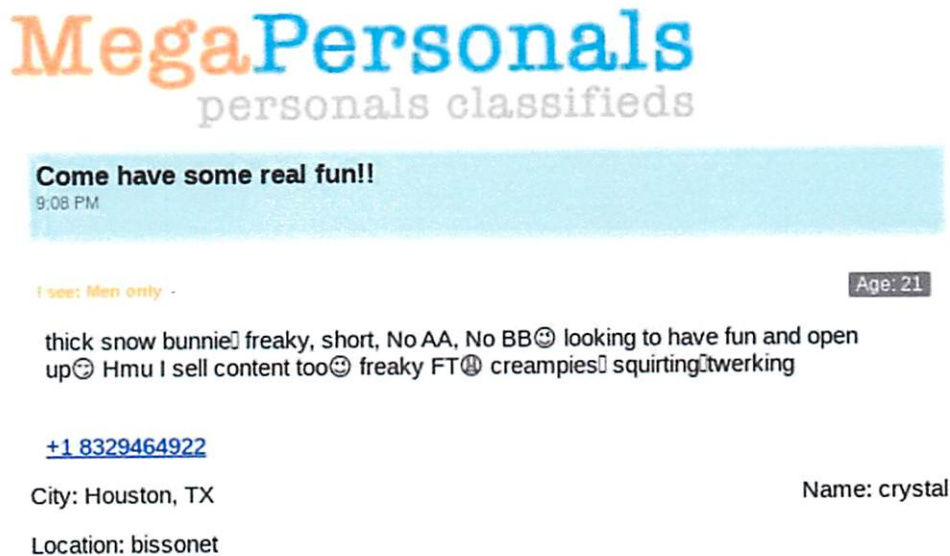 MegaPersonals
personals classifieds
Come have some real fun!!
9:08 PM
I see: Men only -
Age: 21
thick snow bunnie▯ freaky, short, No AA, No BB😉 looking to have fun and open
up😏 Hmu I sell content too😉 freaky FT😩 creampies▯ squirting▯twerking
+1 8329464922
City: Houston, TX
Name: crystal
Location: bissonet